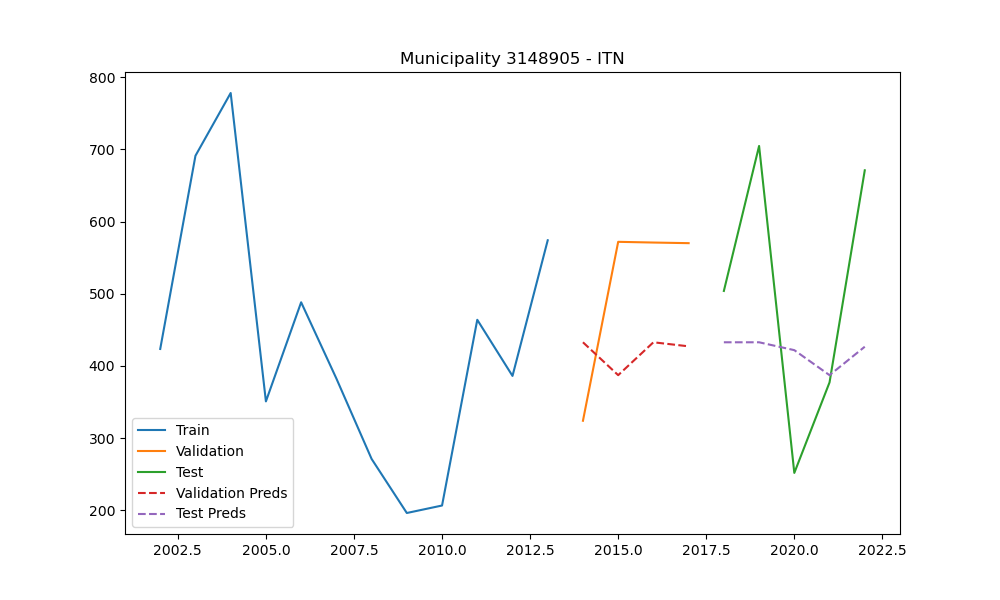 Municipality 3148905 - ITN
800
700
600
500
400
300
200
Train
Validation
Test
Validation Preds
Test Preds
2002.5 2005.0 2007.5 2010.0 2012.5 2015.0 2017.5 2020.0 2022.5